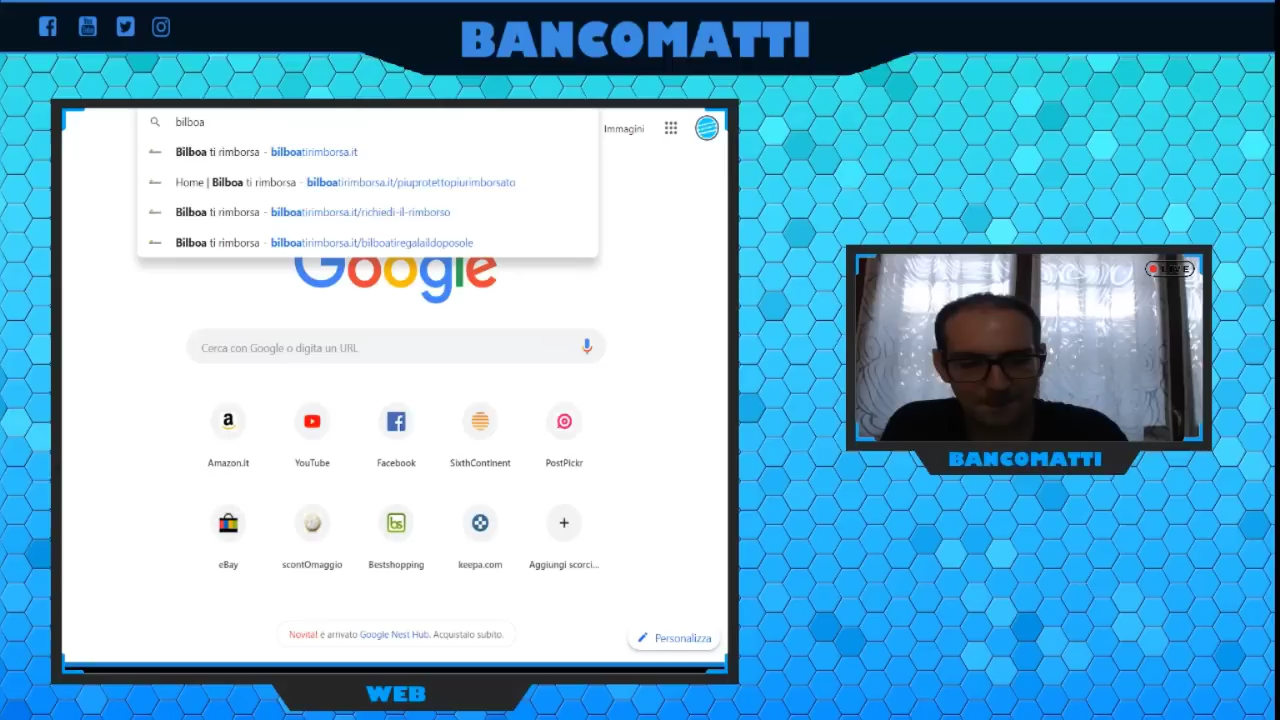 BANCOMATTI
bilboa
Immagini
Bilboa ti rimborsa - bilboatirimborsa.it
Home | Bilboa ti rimborsa - bilboatirimborsa.it/piuprotettopiurimborsato
Bilboa ti rimborsa - bilboatirimborsa.it/richiedi-il-rimborso
Bilboa ti rimborsa - bilboatirimborsa.it/bilboatiregalaildoposole
Google
Cerca con Google o digita un URL
Amazon.it
YouTube
Facebook
SixthContinent
PostPickr
eBay
scontOmaggio
Bestshopping
keepa.com
Aggiungi scorci...
Novità! è arrivato Google Nest Hub. Acquistalo subito.
Personalizza
WEB
LIVE
BANCOMATTI